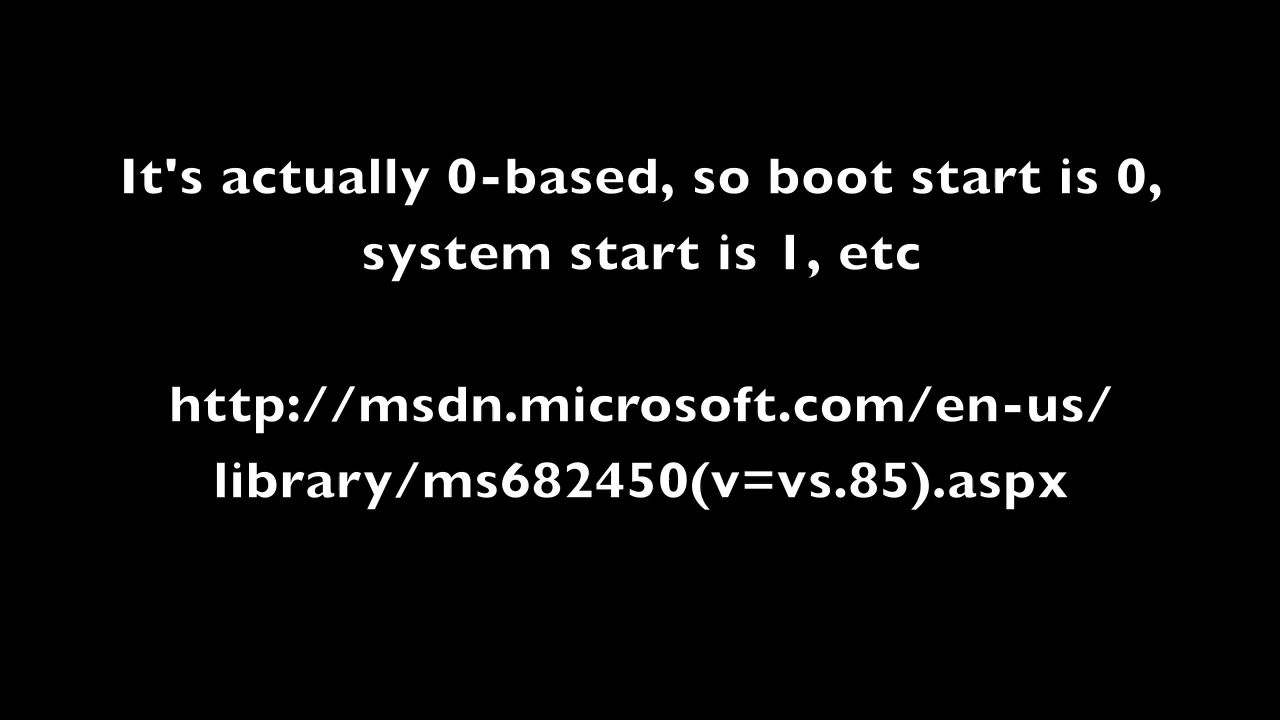 It's actually 0-based, so boot start is 0,
system start is 1, etc
http://msdn.microsoft.com/en-us/
library/ms682450(v=vs.85).aspx